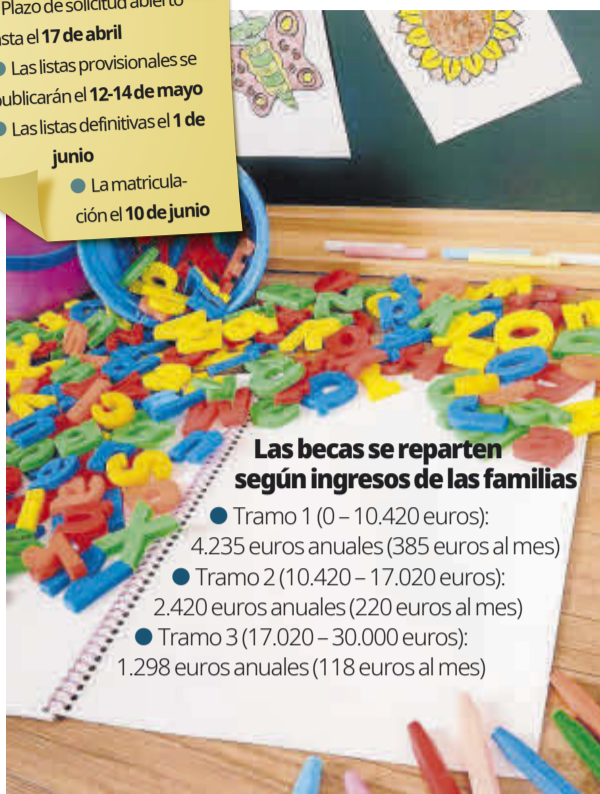 Plazo de solicitud abierto
sta el 17 de abril
● Las listas provisionales se
publicarán el 12-14 de mayo
● Las listas definitivas el 1 de
junio
● La matricula-
ción el 10 de junio
Las becas se reparten
según ingresos de las familias
● Tramo 1 (0 – 10.420 euros):
4.235 euros anuales (385 euros al mes)
● Tramo 2 (10.420 – 17.020 euros):
2.420 euros anuales (220 euros al mes)
● Tramo 3 (17.020 – 30.000 euros):
1.298 euros anuales (118 euros al mes)